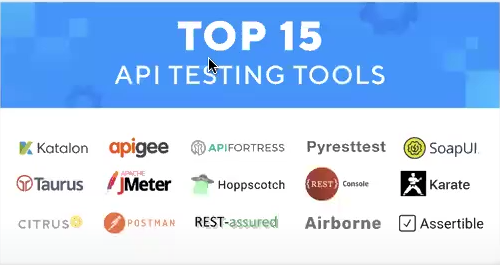 TOP 15
API TESTING TOOLS
Katalon apigee APIFORTRESS Pyresttest SoapUI
Taurus APACHE JMeter Hoppscotch {REST} Console Karate
CITRUS POSTMAN REST-assured Airborne Assertible